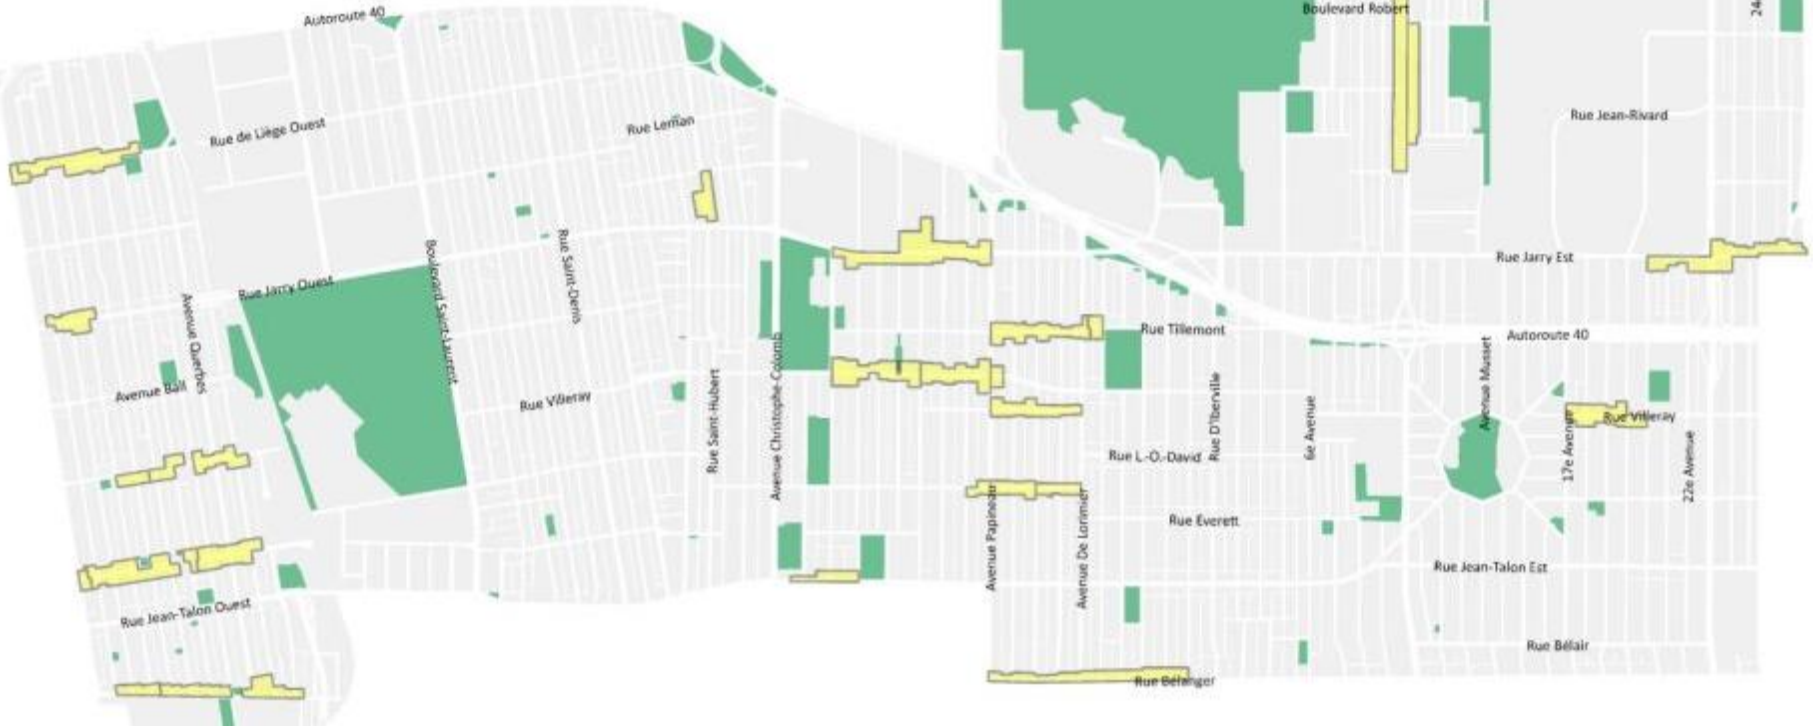 Boulevard Robert
24
Autoroute 40
Rue de Liège Ouest
Rue Leman
Rue Jean-Rivard
Rue Jarry Ouest
Boulevard Saint-Laurent
Rue Saint-Denis
Rue Jarry Est
Avenue Querbes
Rue Tillemont
Autoroute 40
Avenue Ball
Rue Villeray
Rue Saint-Hubert
Avenue Christophe-Colomb
Rue D'Iberville
6e Avenue
Avenue Musset
17e Avenue
Rue Villeray
22e Avenue
Rue L.-O.-David
Avenue Papineau
Avenue De Lorimier
Rue Everett
Rue Jean-Talon Est
Rue Jean-Talon Ouest
Rue Bélair
Rue Bélanger